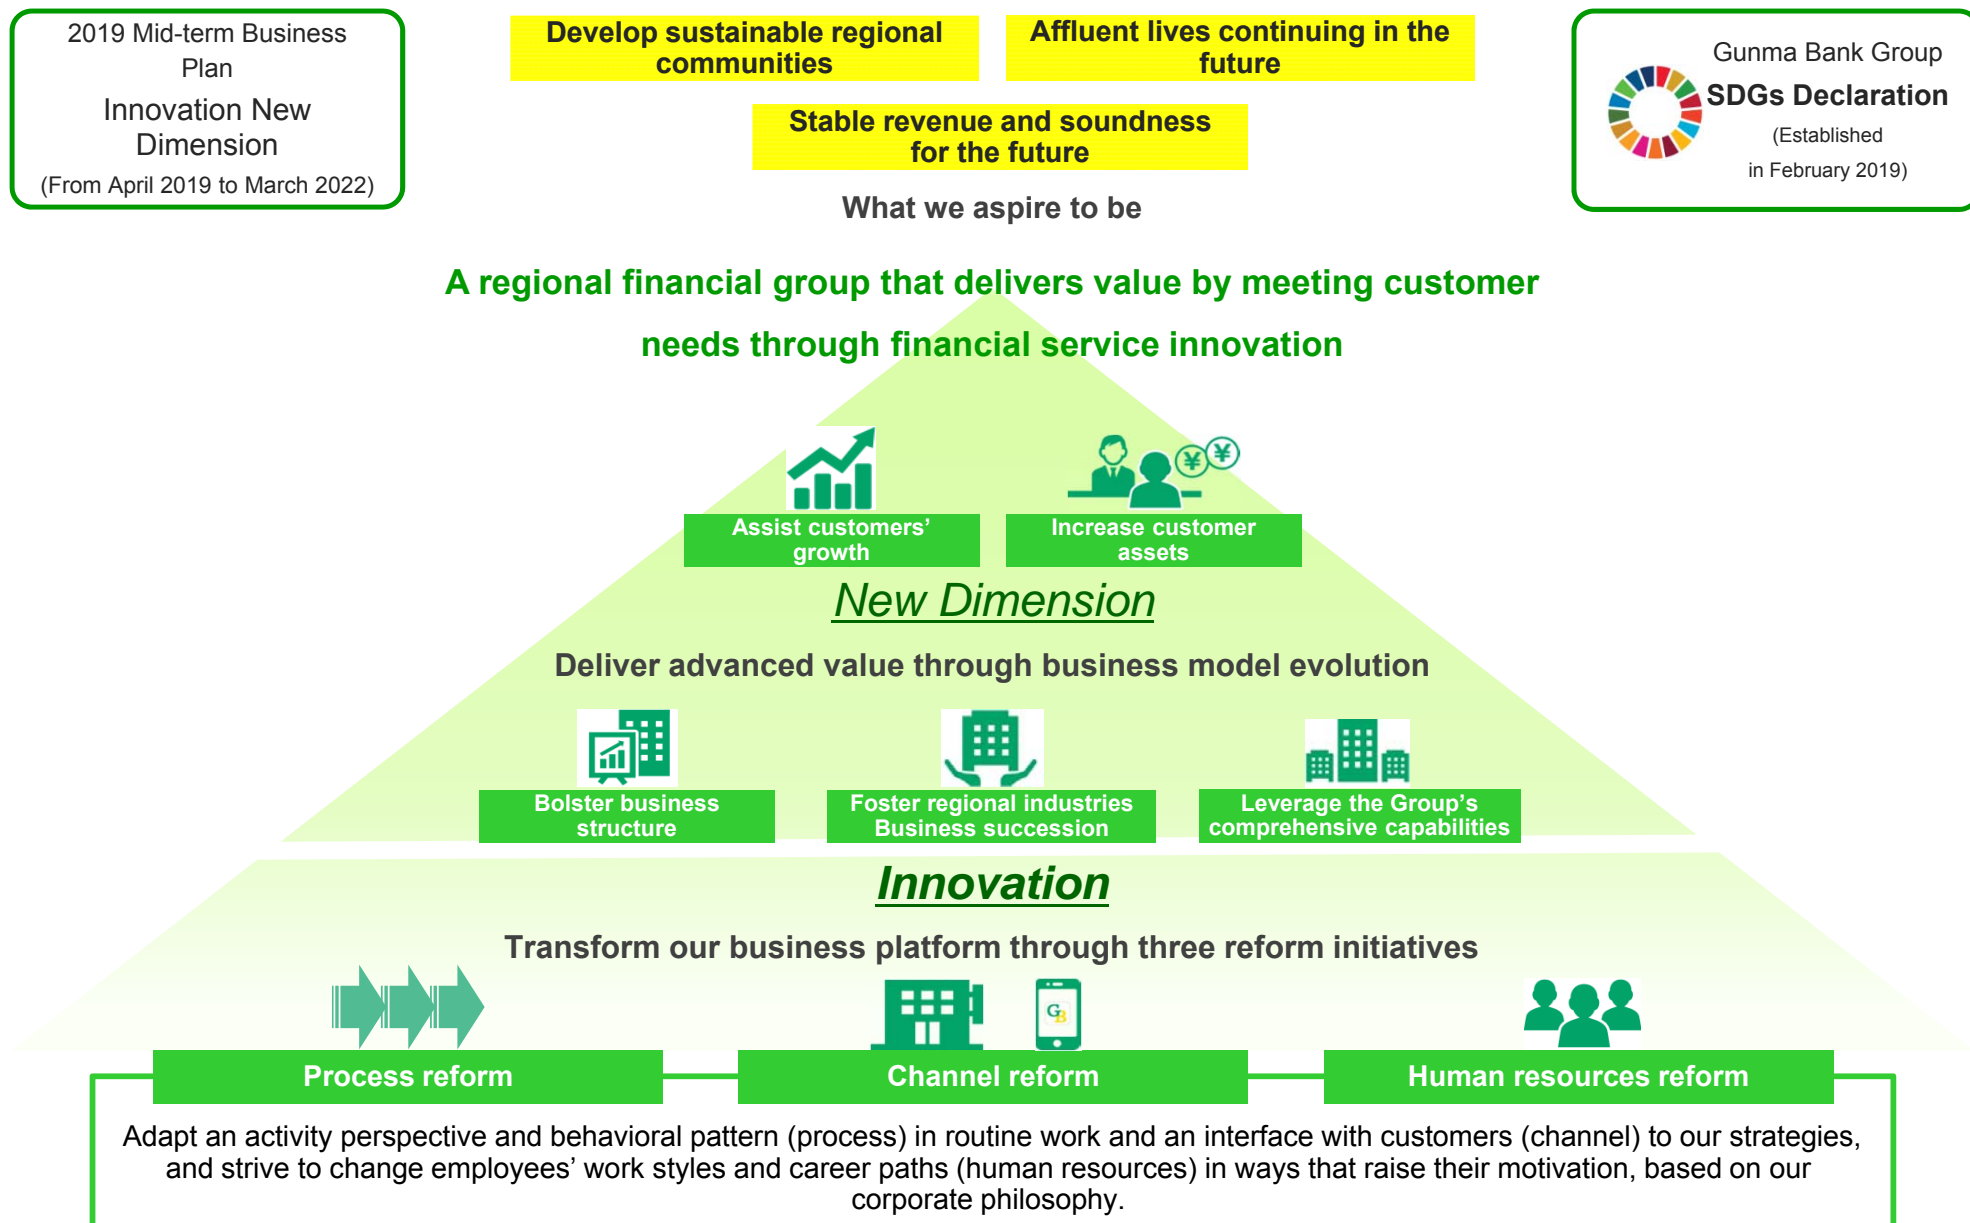 2019 Mid-term Business
Plan
Innovation New
Dimension
(From April 2019 to March 2022)
Develop sustainable regional
communities
Affluent lives continuing in the
future
Stable revenue and soundness
for the future
Gunma Bank Group
SDGs Declaration
(Established
in February 2019)
What we aspire to be
A regional financial group that delivers value by meeting customer
needs through financial service innovation
¥ ¥
Assist customers’
growth
Increase customer
assets
New Dimension
Deliver advanced value through business model evolution
Bolster business
structure
Foster regional industries
Business succession
Leverage the Group’s
comprehensive capabilities
Innovation
Transform our business platform through three reform initiatives
GB
Process reform
Channel reform
Human resources reform
Adapt an activity perspective and behavioral pattern (process) in routine work and an interface with customers (channel) to our strategies,
and strive to change employees’ work styles and career paths (human resources) in ways that raise their motivation, based on our
corporate philosophy.